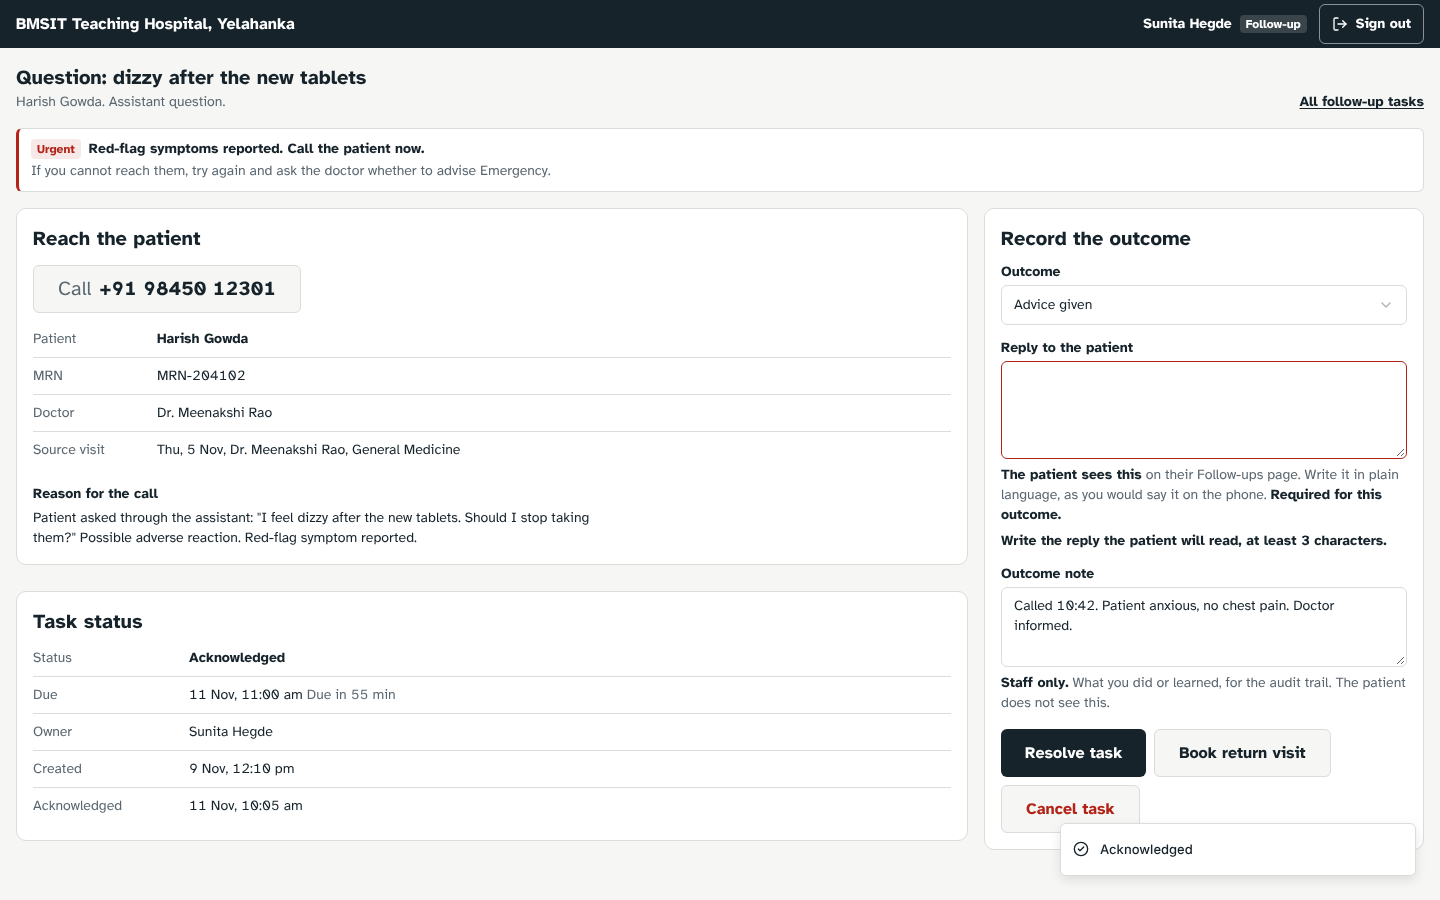 BMSIT Teaching Hospital, Yelahanka
Sunita Hegde Follow-up Sign out
Question: dizzy after the new tablets
Harish Gowda. Assistant question.
All follow-up tasks
Urgent Red-flag symptoms reported. Call the patient now.
If you cannot reach them, try again and ask the doctor whether to advise Emergency.
Reach the patient
Call +91 98450 12301
Patient Harish Gowda
MRN MRN-204102
Doctor Dr. Meenakshi Rao
Source visit Thu, 5 Nov, Dr. Meenakshi Rao, General Medicine
Reason for the call
Patient asked through the assistant: "I feel dizzy after the new tablets. Should I stop taking
them?" Possible adverse reaction. Red-flag symptom reported.
Task status
Status Acknowledged
Due 11 Nov, 11:00 am Due in 55 min
Owner Sunita Hegde
Created 9 Nov, 12:10 pm
Acknowledged 11 Nov, 10:05 am
Record the outcome
Outcome
Advice given
Reply to the patient
The patient sees this on their Follow-ups page. Write it in plain
language, as you would say it on the phone. Required for this
outcome.
Write the reply the patient will read, at least 3 characters.
Outcome note
Called 10:42. Patient anxious, no chest pain. Doctor
informed.
Staff only. What you did or learned, for the audit trail. The patient
does not see this.
Resolve task Book return visit
Cancel task
Acknowledged